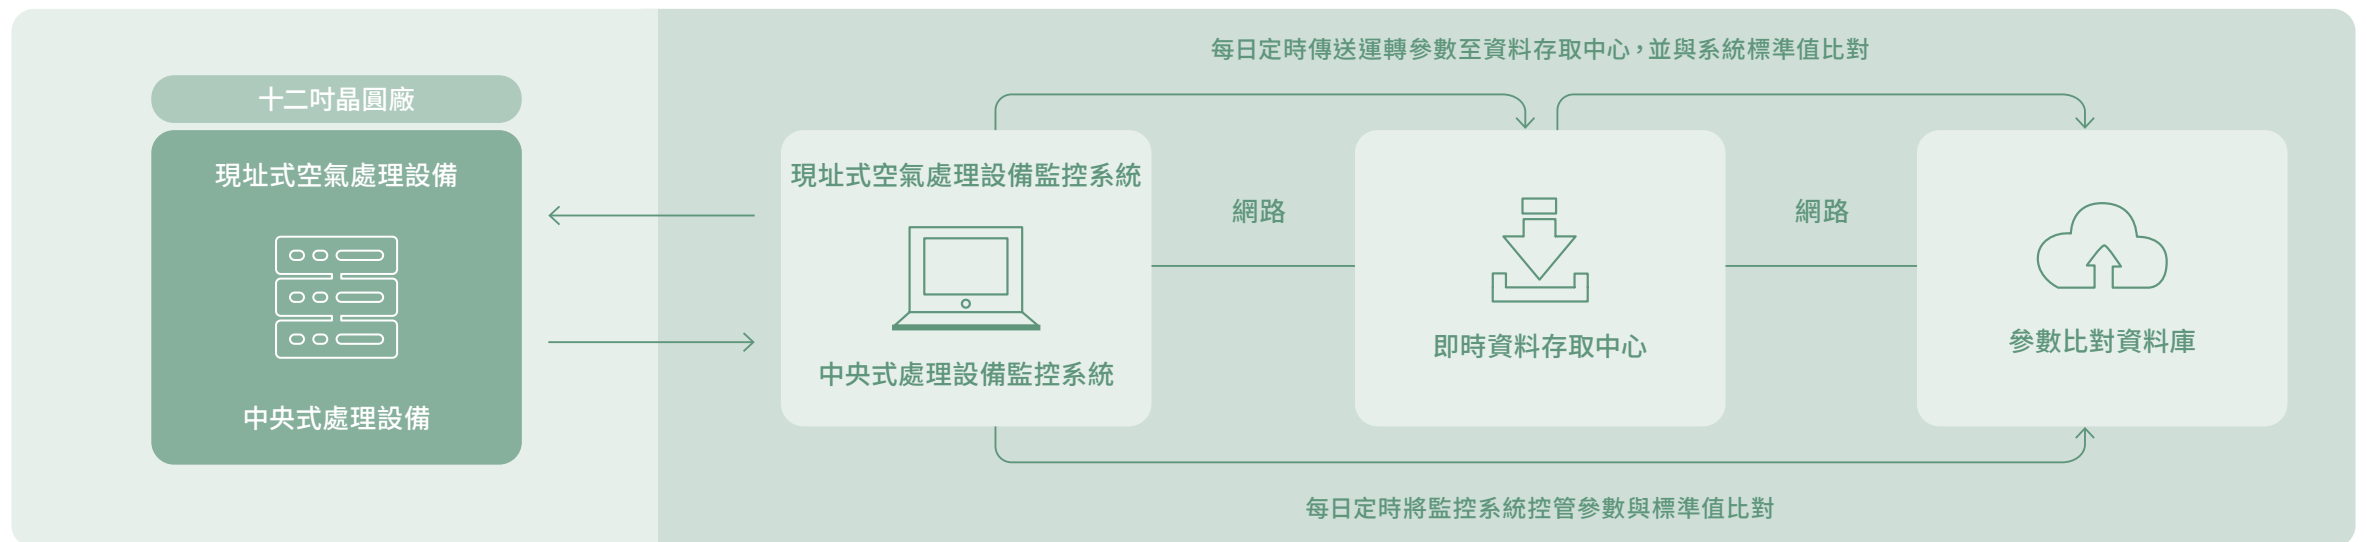 每日定時傳送運轉參數至資料存取中心，並與系統標準值比對
十二吋晶圓廠
現址式空氣處理設備
中央式處理設備
現址式空氣處理設備監控系統
中央式處理設備監控系統
網路
即時資料存取中心
網路
參數比對資料庫
每日定時將監控系統控管參數與標準值比對